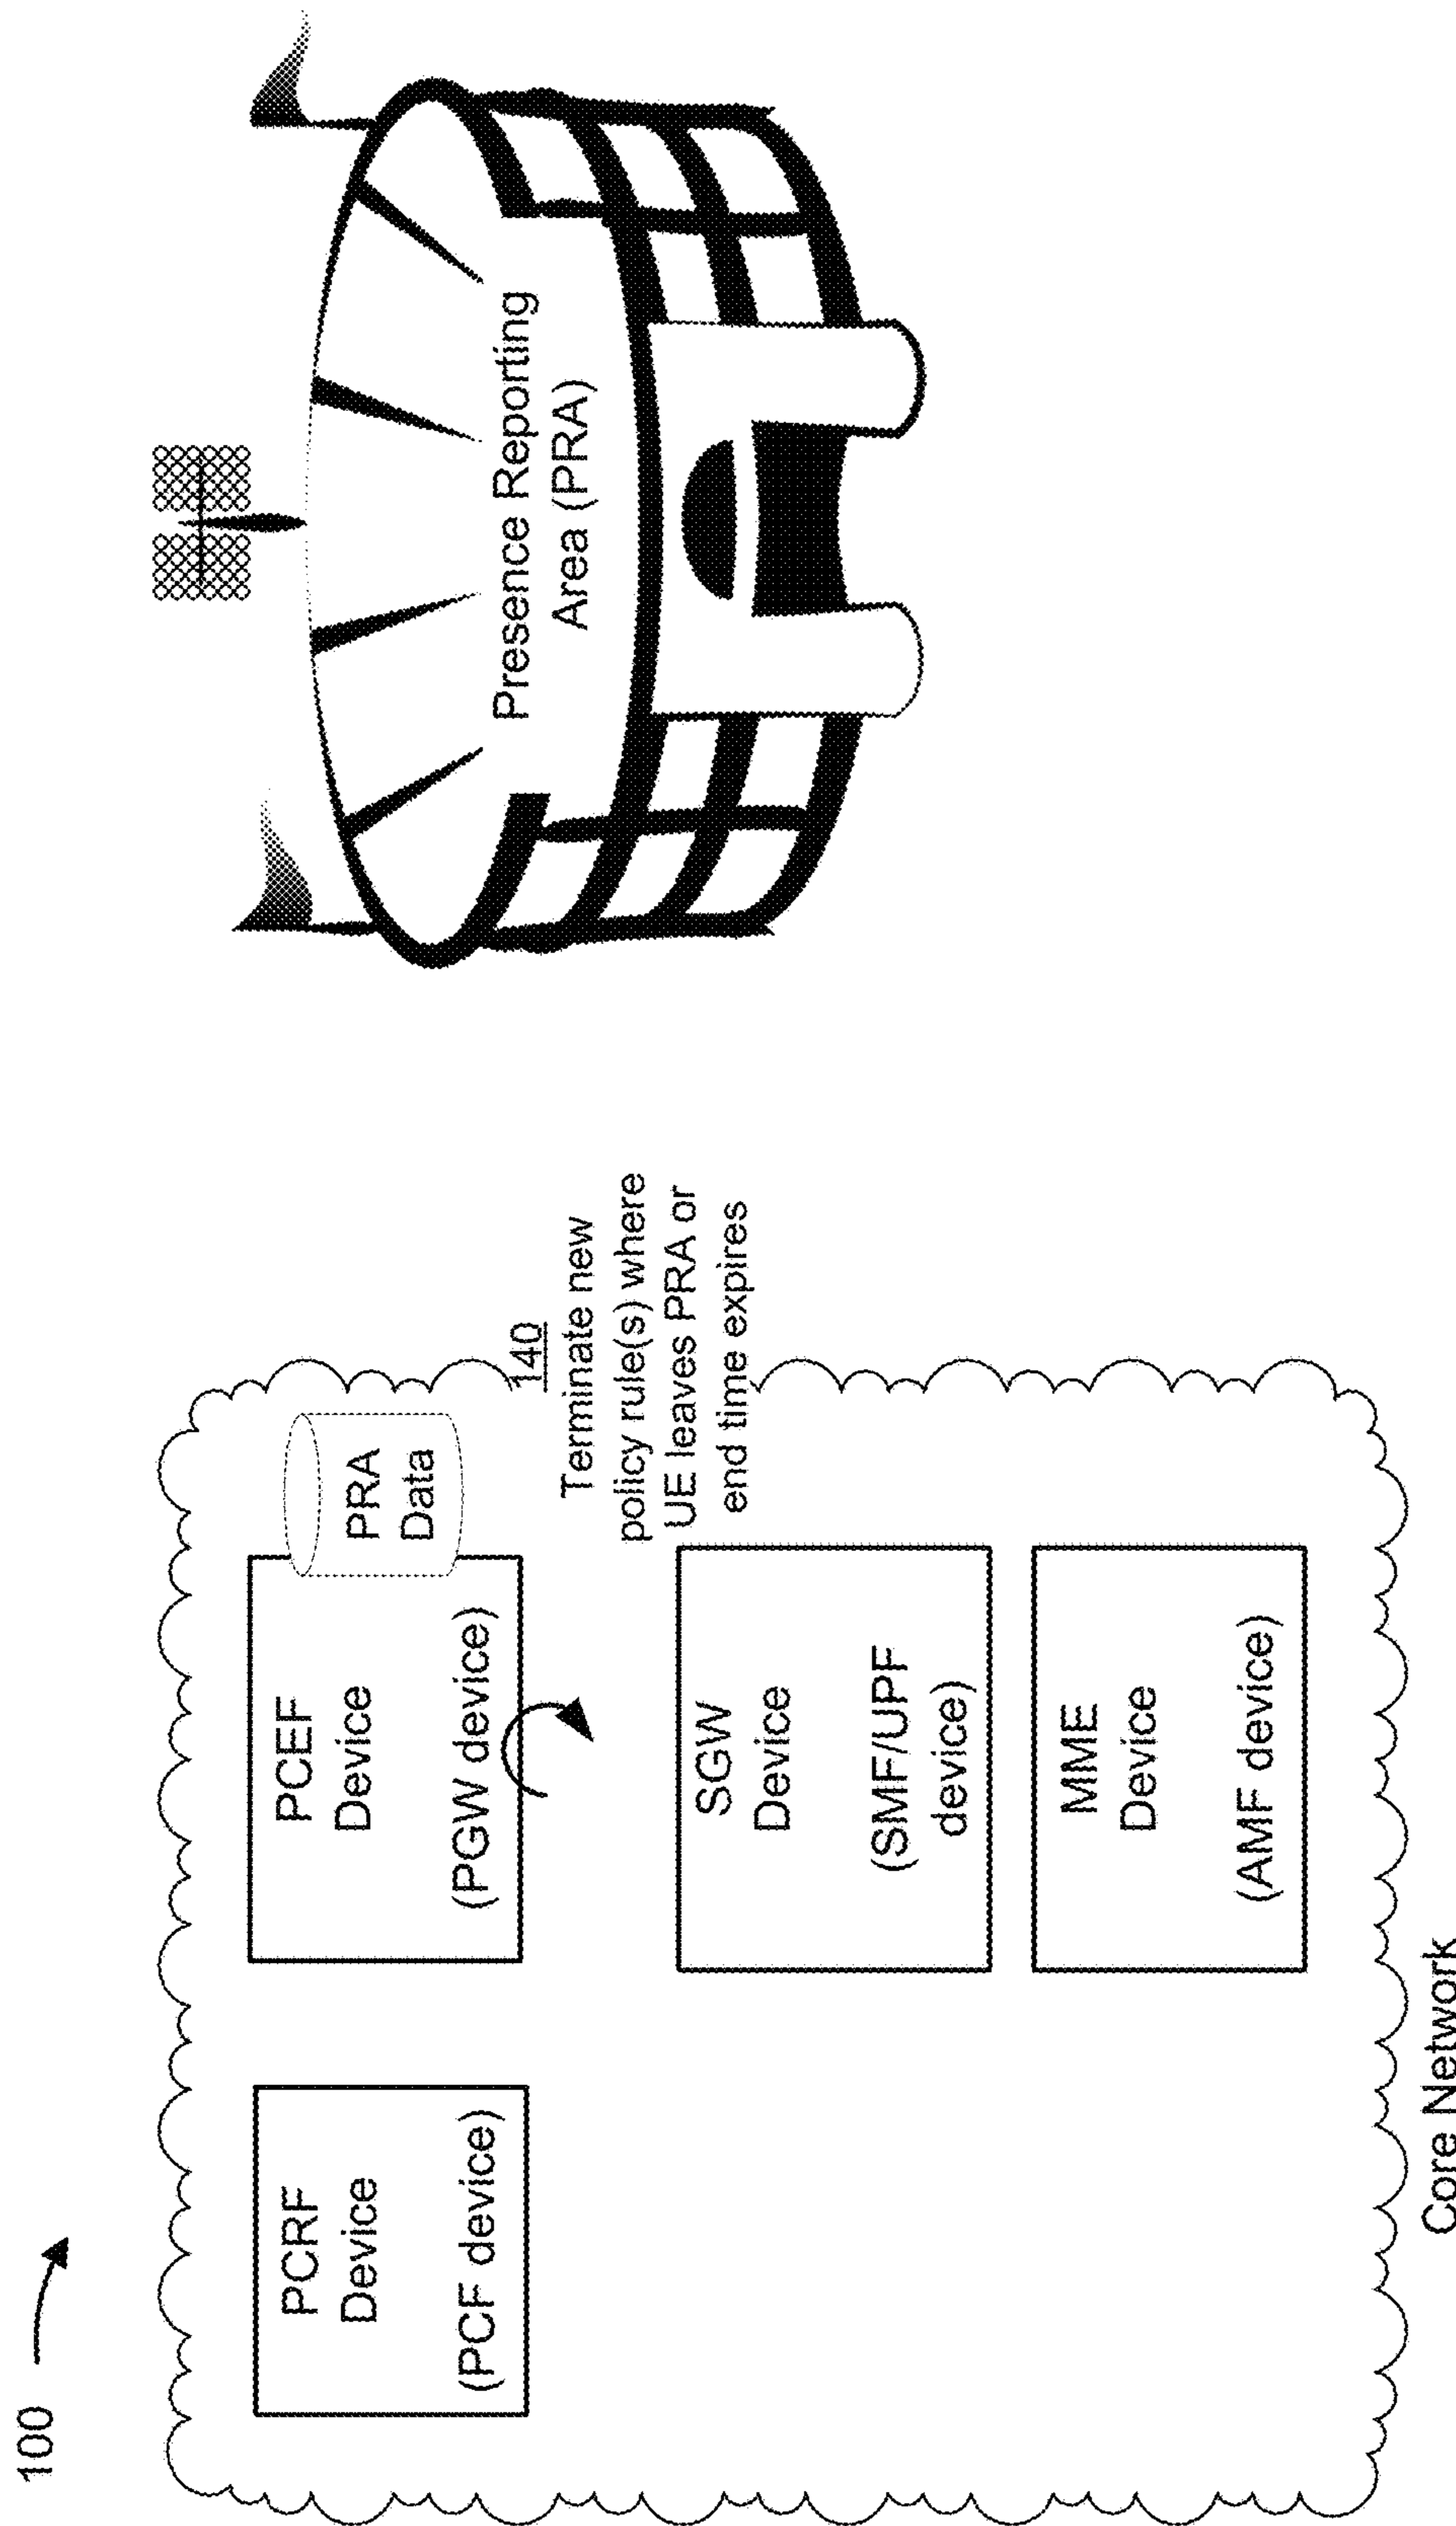 100
PCRF
Device
(PCF device)
PCEF
Device
(PGW device)
PRA
Data
140
Terminate new
policy rule(s) where
UE leaves PRA or
end time expires
SGW
Device
(SMF/UPF
device)
MME
Device
(AMF device)
Core Network
Presence Reporting
Area (PRA)